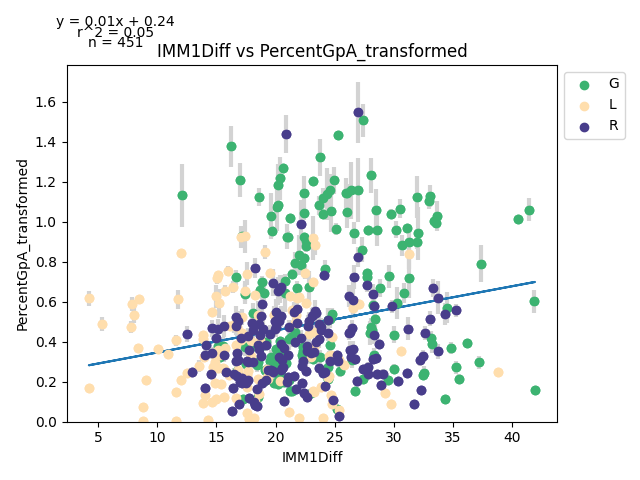 y = 0.01x + 0.24
r^2 = 0.05
n = 451
IMM1Diff vs PercentGpA_transformed
G
L
R
PercentGpA_transformed
1.6
1.4
1.2
1.0
0.8
0.6
0.4
0.2
0.0
5 10 15 20 25 30 35 40
IMM1Diff